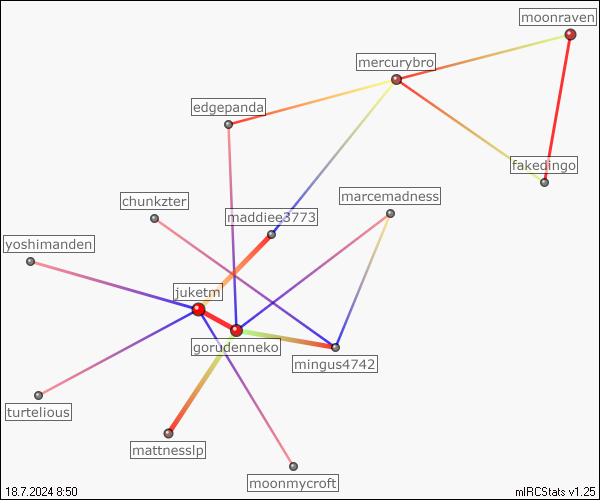 moonraven
mercurybro
edgepanda
fakedingo
marcemadness
chunkzter
maddiee3773
yoshimanden
juketm
gorudenneko
mingus4742
turtelious
mattnesslp
moonmycroft
18.7.2024 8:50
mIRCStats v1.25